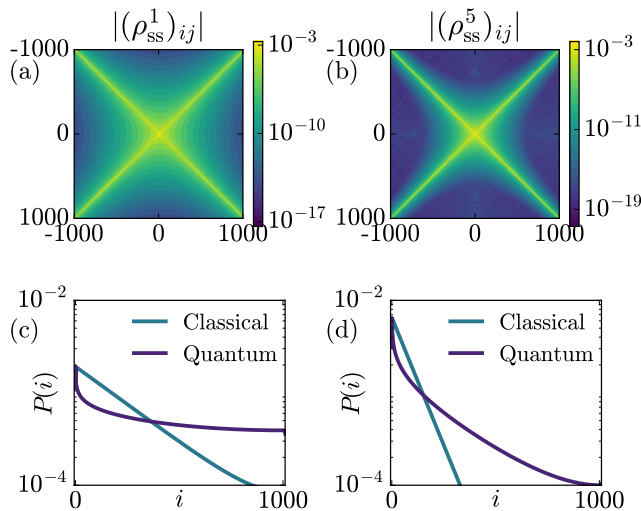 |(ρ¹ss)ij|
|(ρ⁵ss)ij|
(a)
-1000
0
1000
-1000 0 1000
10⁻³
10⁻¹⁰
10⁻¹⁷
(b)
-1000
0
1000
-1000 0 1000
10⁻³
10⁻¹¹
10⁻¹⁹
(c)
10⁻²
10⁻⁴
P(i)
Classical
Quantum
0 i 1000
(d)
10⁻²
10⁻⁴
P(i)
Classical
Quantum
0 i 1000